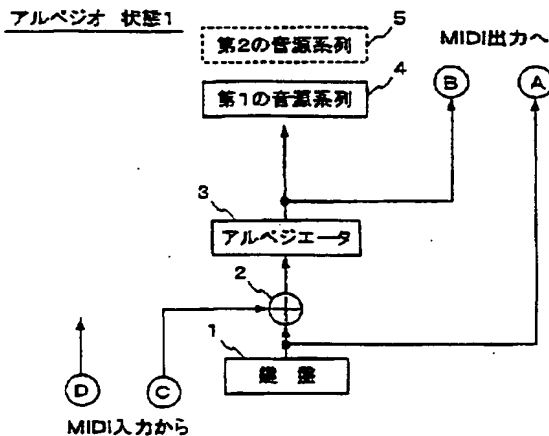 アルペジオ 状態1
5
第2の音源系列
MIDI出力へ
4
第1の音源系列
B
A
3
アルペジエータ
2
1
鍵盤
D
C
MIDI入力から